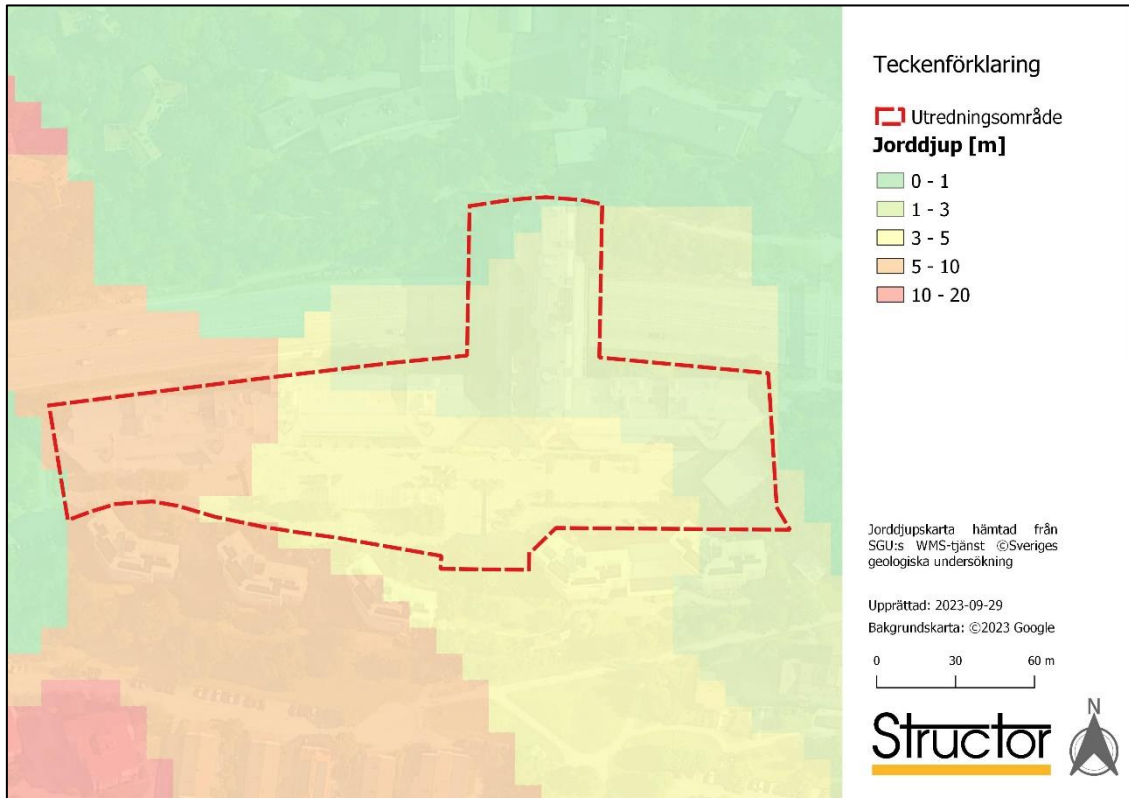 Teckenförklaring
Utredningsområde
Jorddjup [m]
0 - 1
1 - 3
3 - 5
5 - 10
10 - 20
Jorddjupskarta hämtad från
SGU:s WMS-tjänst ©Sveriges
geologiska undersökning
Upprättad: 2023-09-29
Bakgrundskarta: ©2023 Google
0 30 60 m
N
Structor